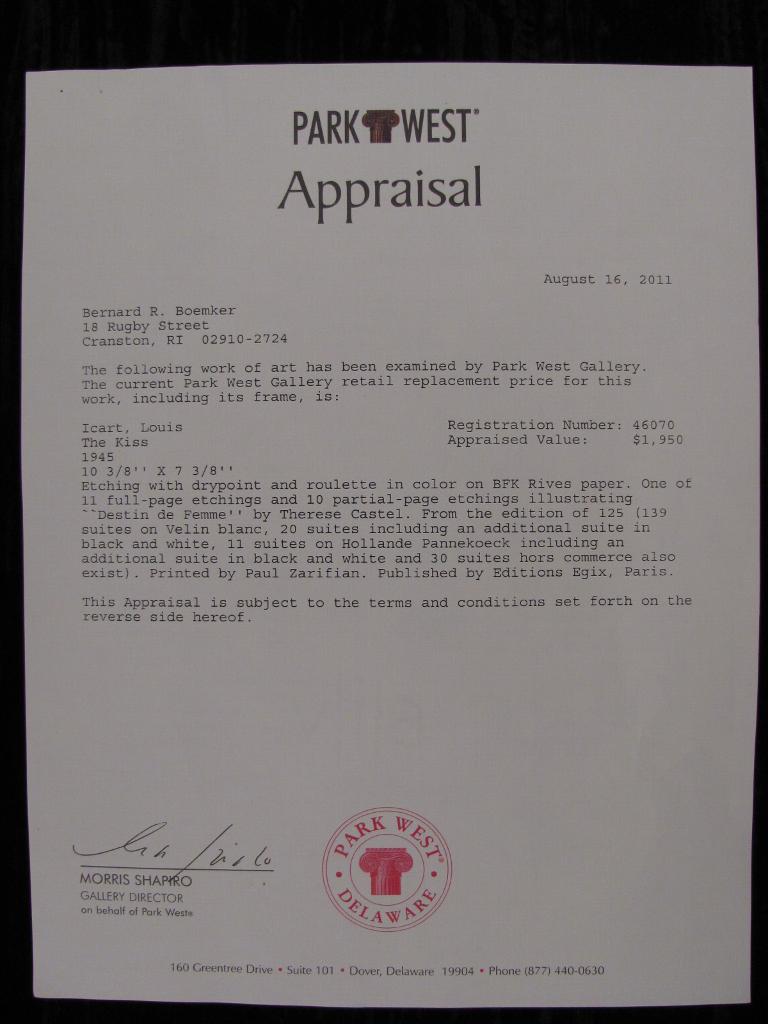 PARK WEST®
Appraisal
August 16, 2011
Bernard R. Boemker
18 Rugby Street
Cranston, RI 02910-2724
The following work of art has been examined by Park West Gallery.
The current Park West Gallery retail replacement price for this
work, including its frame, is:
Icart, Louis
The Kiss
1945
10 3/8'' X 7 3/8''
Registration Number: 46070
Appraised Value: $1,950
Etching with drypoint and roulette in color on BFK Rives paper. One of
11 full-page etchings and 10 partial-page etchings illustrating
``Destin de Femme'' by Therese Castel. From the edition of 125 (139
suites on Velin blanc, 20 suites including an additional suite in
black and white, 11 suites on Hollande Pannekoeck including an
additional suite in black and white and 30 suites hors commerce also
exist). Printed by Paul Zarifian. Published by Editions Egix, Paris.
This Appraisal is subject to the terms and conditions set forth on the
reverse side hereof.
MORRIS SHAPIRO
GALLERY DIRECTOR
on behalf of Park West®
PARK WEST®
• DELAWARE •
160 Greentree Drive • Suite 101 • Dover, Delaware 19904 • Phone (877) 440-0630